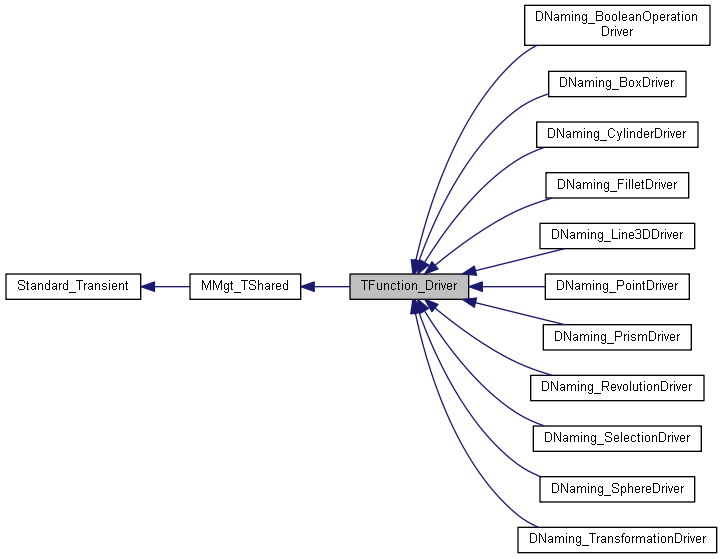 DNaming_BooleanOperation
Driver
DNaming_BoxDriver
DNaming_CylinderDriver
DNaming_FilletDriver
DNaming_Line3DDriver
Standard_Transient
MMgt_TShared
TFunction_Driver
DNaming_PointDriver
DNaming_PrismDriver
DNaming_RevolutionDriver
DNaming_SelectionDriver
DNaming_SphereDriver
DNaming_TransformationDriver